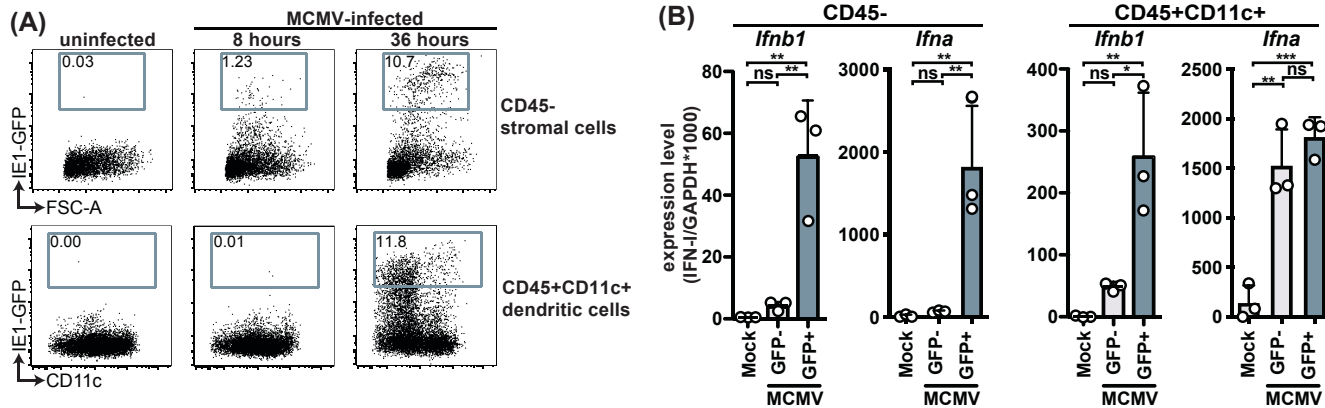 (A)
MCMV-infected
uninfected
8 hours
36 hours
0.03
1.23
10.7
IE1-GFP
FSC-A
CD45-
stromal cells
0.00
0.01
11.8
IE1-GFP
CD11c
CD45+CD11c+
dendritic cells
(B)
CD45-
CD45+CD11c+
expression level
(IFN-I/GAPDH*1000)
Ifnb1
**
ns
**
80
60
40
20
0
Mock
GFP-
GFP+
MCMV
Ifna
**
ns
**
3000
2000
1000
0
Mock
GFP-
GFP+
MCMV
Ifnb1
**
ns
*
400
300
200
100
0
Mock
GFP-
GFP+
MCMV
Ifna
***
ns
**
2500
2000
1500
1000
500
0
Mock
GFP-
GFP+
MCMV